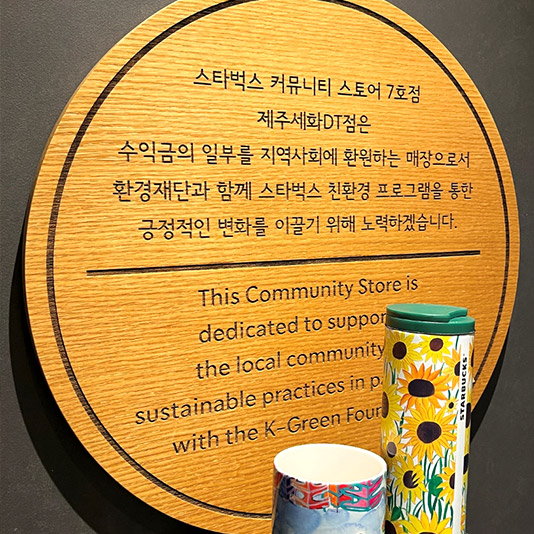 스타벅스 커뮤니티 스토어 7호점
제주세화DT점은
수익금의 일부를 지역사회에 환원하는 매장으로서
환경재단과 함께 스타벅스 친환경 프로그램을 통한
긍정적인 변화를 이끌기 위해 노력하겠습니다.
This Community Store is
dedicated to
the local community
sustainable practices in
with the K-Green
STARBUCKS